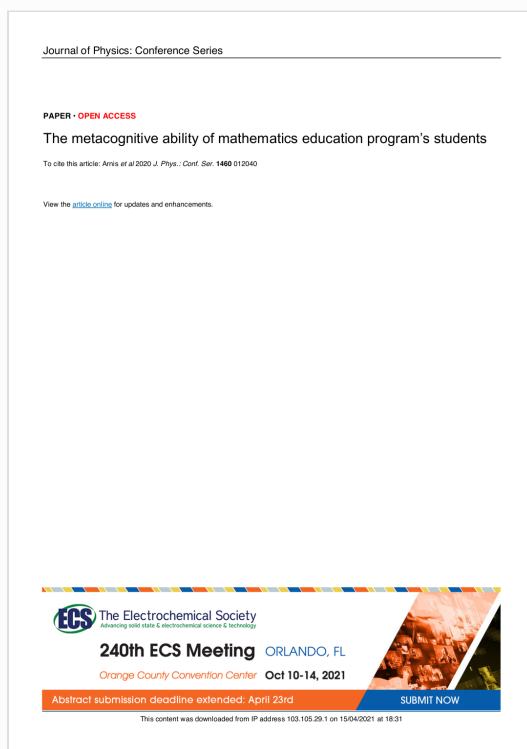 Journal of Physics: Conference Series
PAPER • OPEN ACCESS
The metacognitive ability of mathematics education program's students
To cite this article: Arnis et al 2020 J. Phys.: Conf. Ser. 1460 012040
View the article online for updates and enhancements.
ECS The Electrochemical Society
Advancing solid state & electrochemical science & technology
240th ECS Meeting ORLANDO, FL
Orange County Convention Center Oct 10-14, 2021
Abstract submission deadline extended: April 23rd
SUBMIT NOW
This content was downloaded from IP address 103.105.29.1 on 15/04/2021 at 18:31